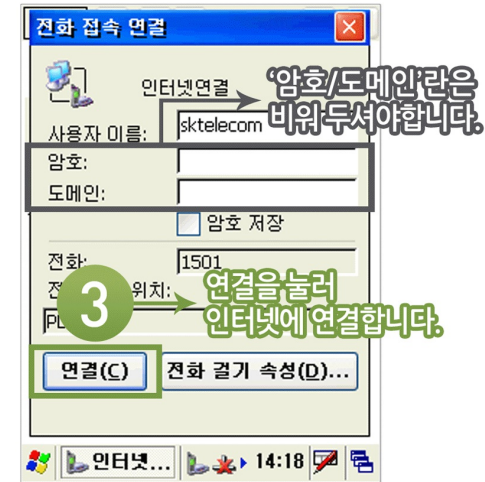 전화 접속 연결
인터넷연결
'암호/도메인'란은
비워 두셔야합니다.
사용자 이름: sktelecom
암호:
도메인:
암호 저장
전화: 1501
위치:
3
연결을 눌러
인터넷에 연결합니다.
연결(C) 전화 걸기 속성(D)...
인터넷... 14:18